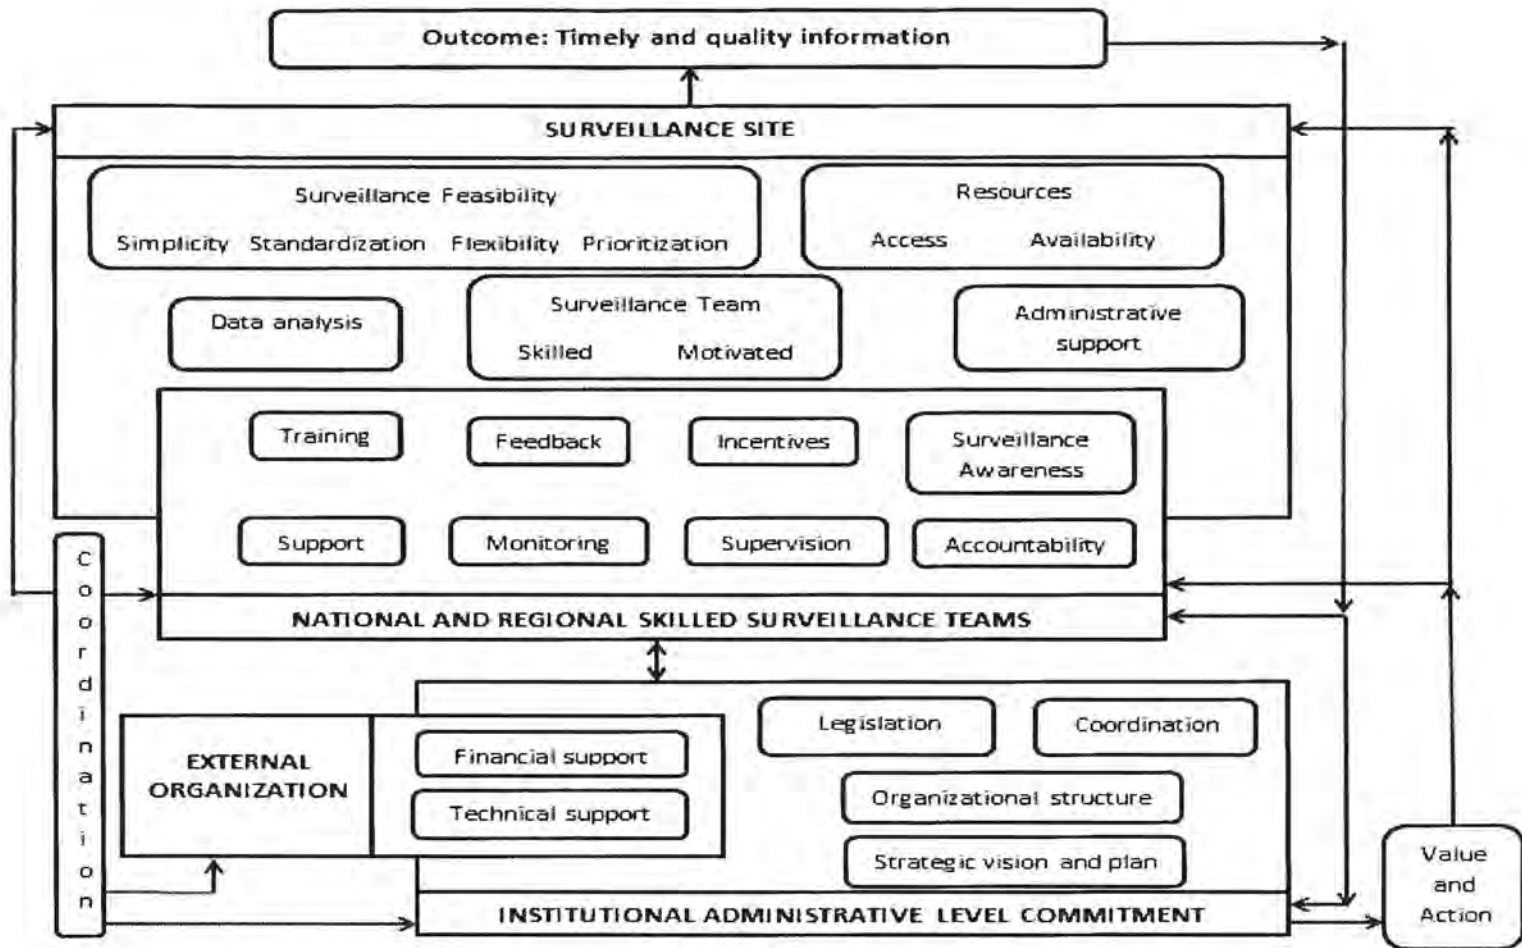 Outcome: Timely and quality information
SURVEILLANCE SITE
Surveillance Feasibility
Simplicity Standardization Flexibility Prioritization
Resources
Access Availability
Data analysis
Surveillance Team
Skilled Motivated
Administrative
support
Training
Feedback
Incentives
Surveillance
Awareness
Support
Monitoring
Supervision
Accountability
NATIONAL AND REGIONAL SKILLED SURVEILLANCE TEAMS
Coordination
EXTERNAL
ORGANIZATION
Financial support
Technical support
Legislation
Coordination
Organizational structure
Strategic vision and plan
INSTITUTIONAL ADMINISTRATIVE LEVEL COMMITMENT
Value
and
Action